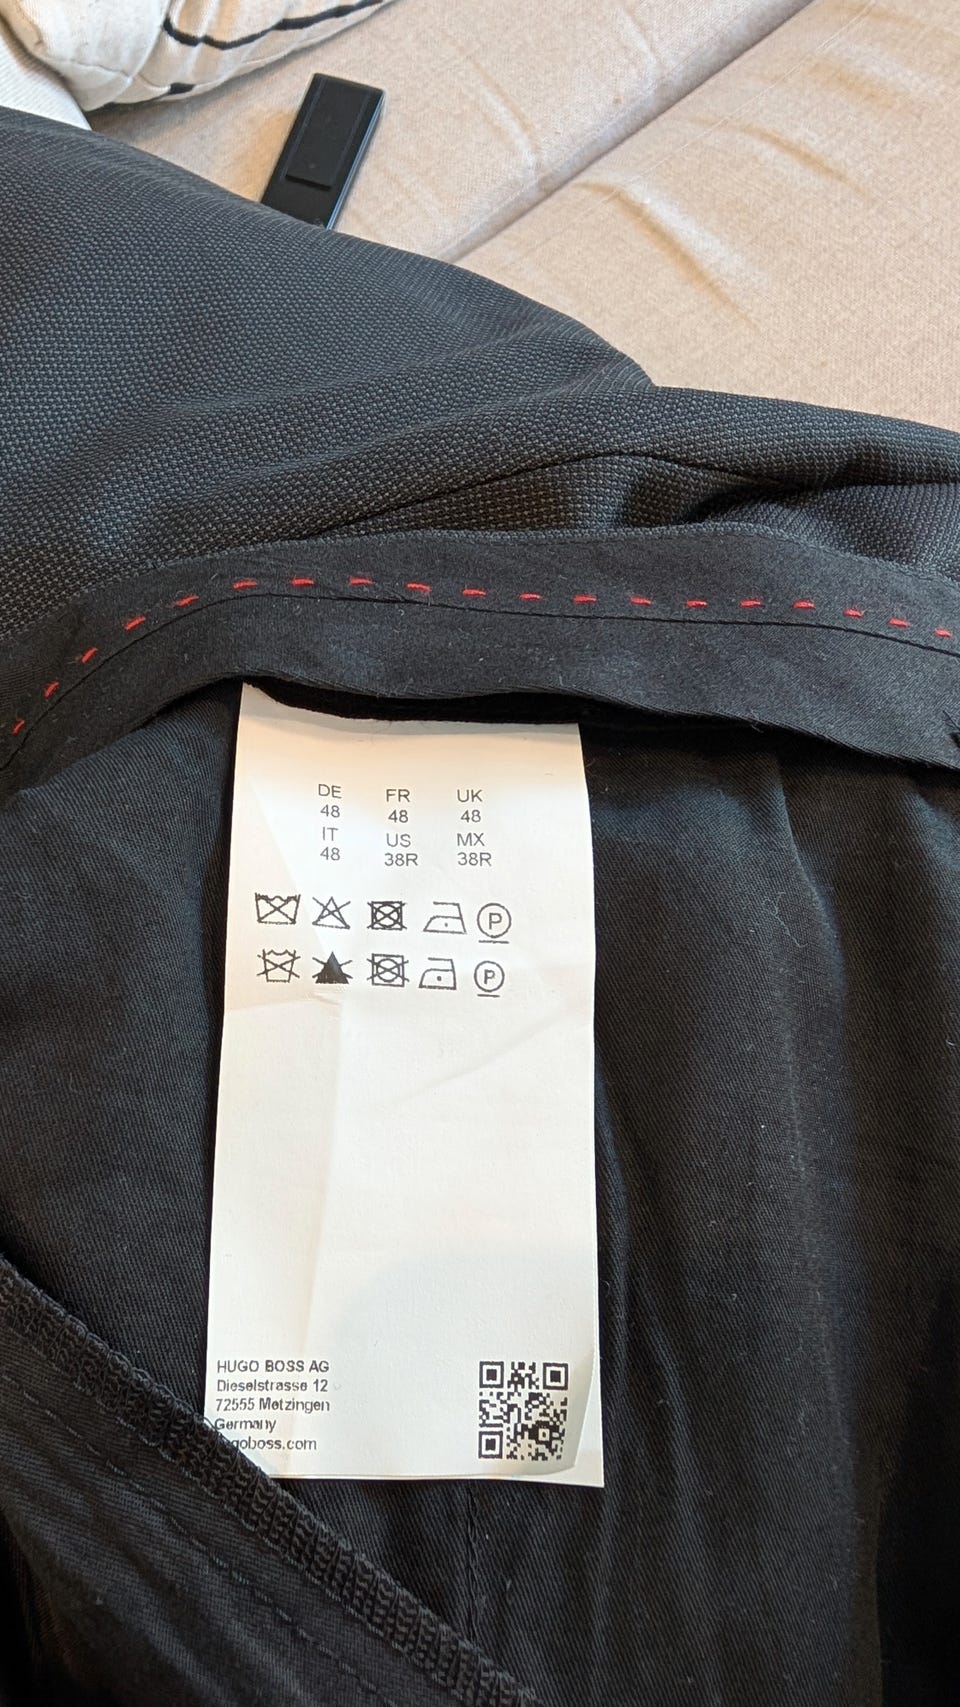 DE FR UK
48 48 48
IT US MX
48 38R 38R
P
P
HUGO BOSS AG
Dieselstrasse 12
72555 Metzingen
Germany